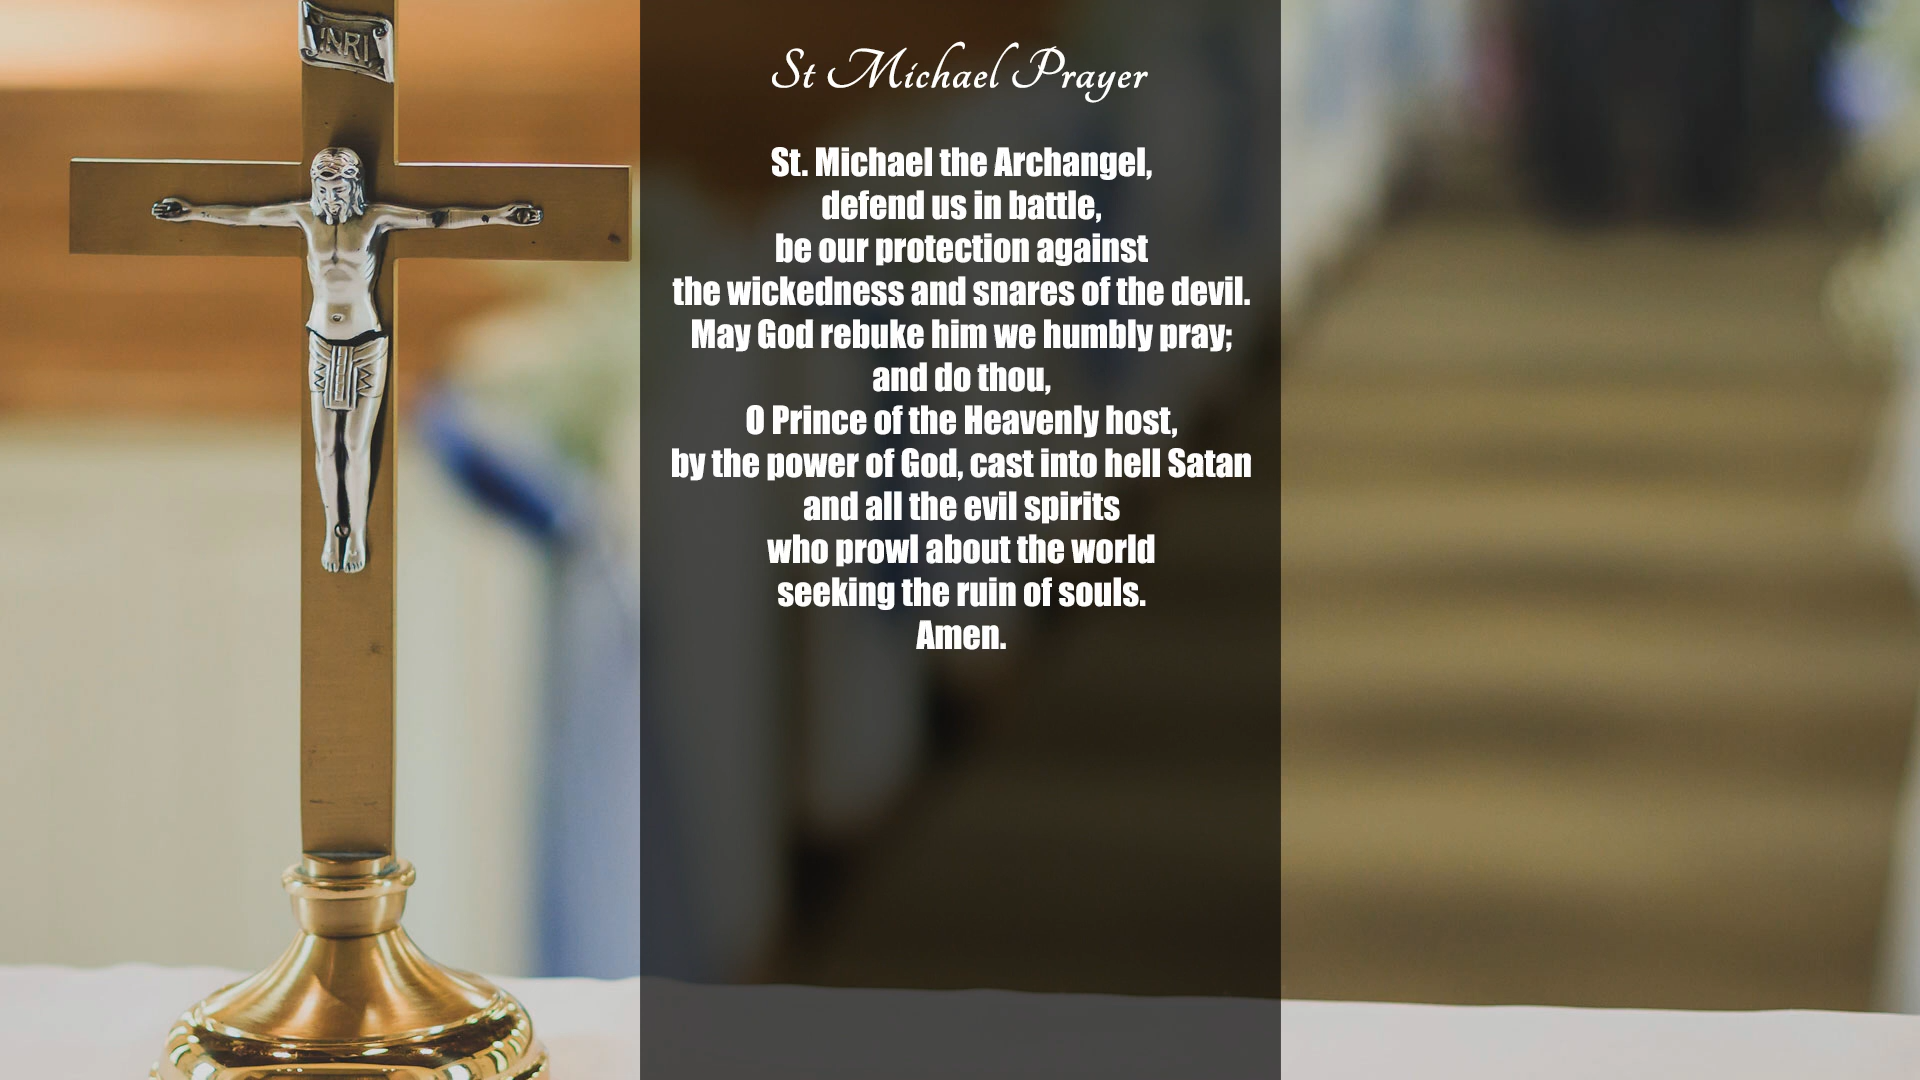 INRI
St Michael Prayer
St. Michael the Archangel,
defend us in battle,
be our protection against
the wickedness and snares of the devil.
May God rebuke him we humbly pray;
and do thou,
O Prince of the Heavenly host,
by the power of God, cast into hell Satan
and all the evil spirits
who prowl about the world
seeking the ruin of souls.
Amen.